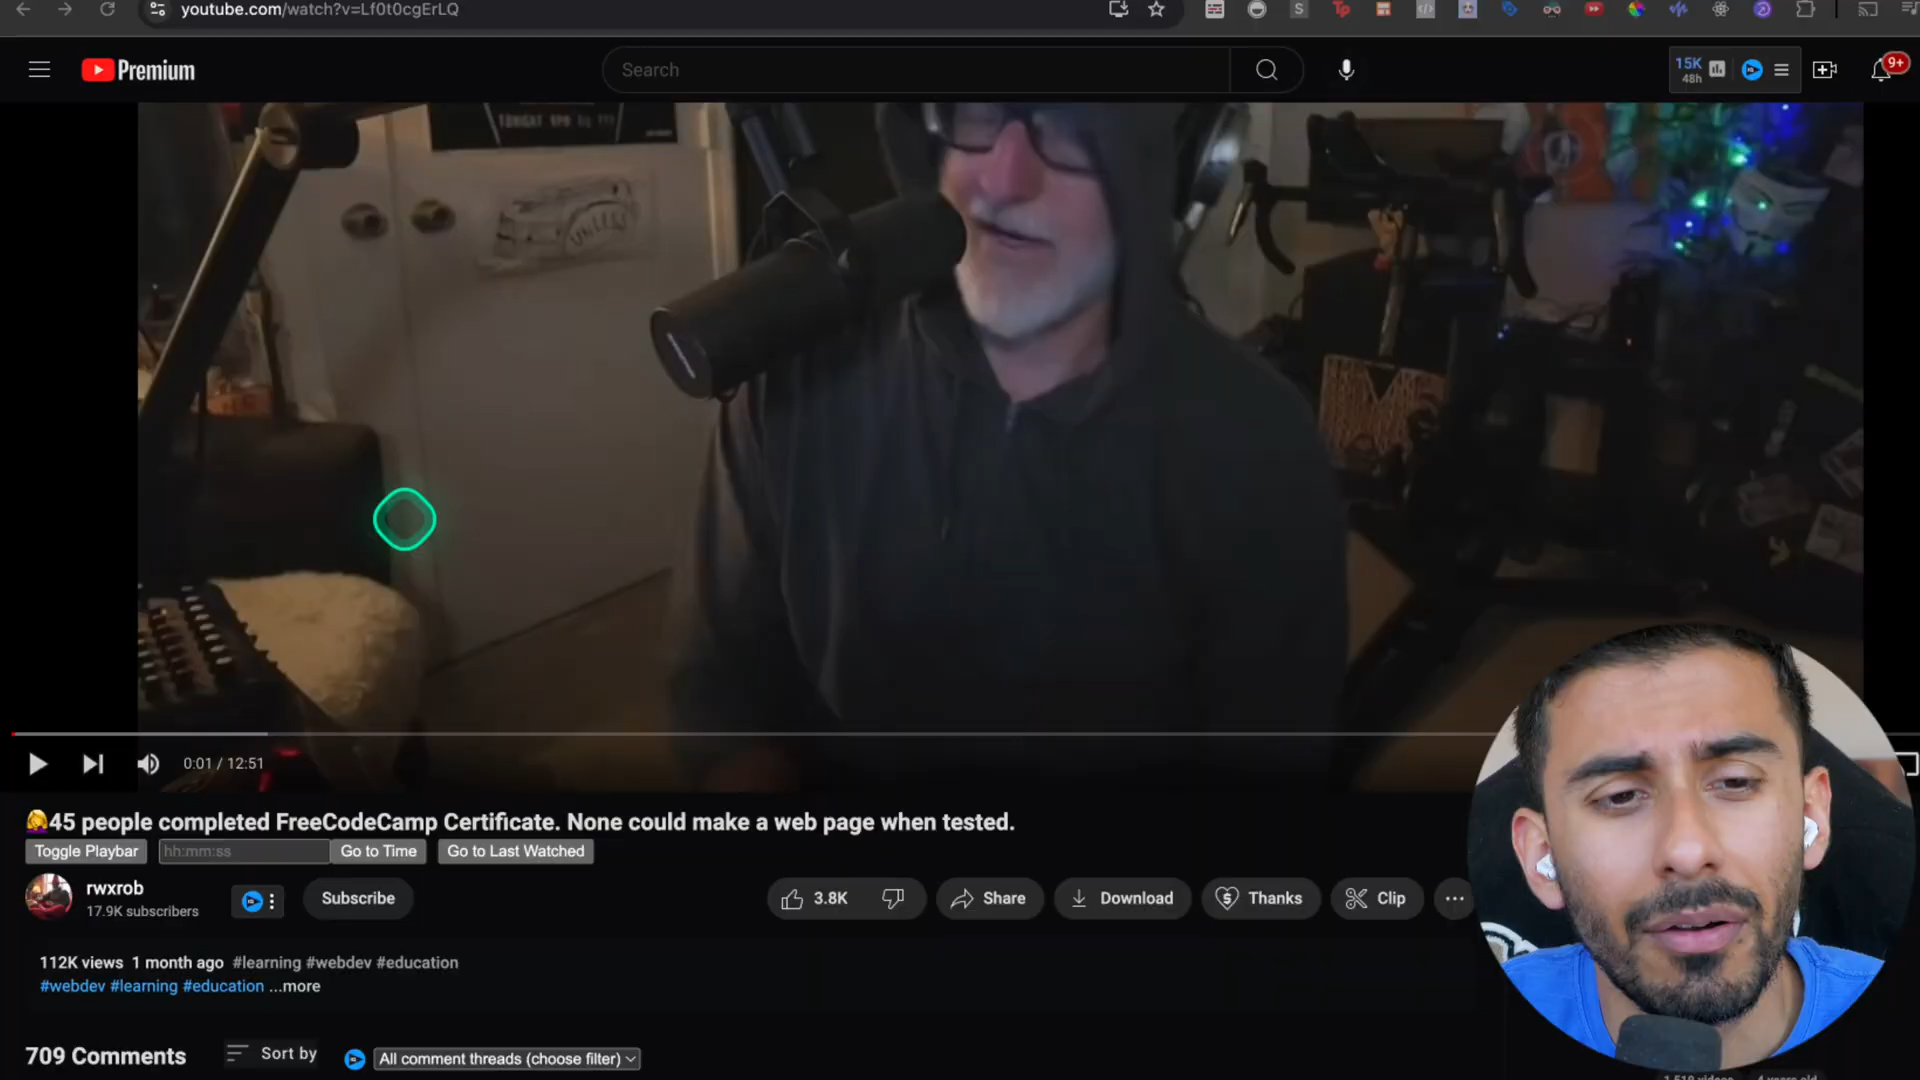 youtube.com/watch?v=Lf0t0cgErLQ
Premium
Search
15K
48h
9+
TONIGHT
0:01 / 12:51
45 people completed FreeCodeCamp Certificate. None could make a web page when tested.
Toggle Playbar
hh:mm:ss
Go to Time
Go to Last Watched
rwxrob
17.9K subscribers
Subscribe
3.8K
Share
Download
Thanks
Clip
112K views 1 month ago #learning #webdev #education
#webdev #learning #education ...more
709 Comments
Sort by
All comment threads (choose filter)